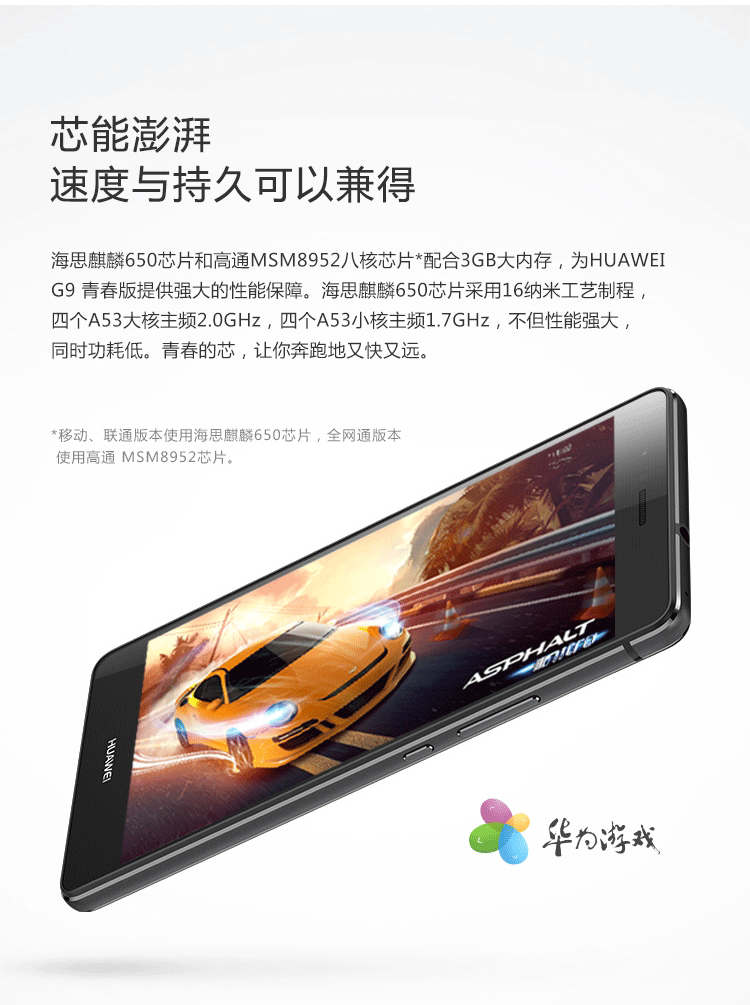 芯能澎湃
速度与持久可以兼得
海思麒麟650芯片和高通MSM8952八核芯片*配合3GB大内存，为HUAWEI
G9 青春版提供强大的性能保障。海思麒麟650芯片采用16纳米工艺制程，
四个A53大核主频2.0GHz，四个A53小核主频1.7GHz，不但性能强大，
同时功耗低。青春的芯，让你奔跑地又快又远。
*移动、联通版本使用海思麒麟650芯片，全网通版本
使用高通 MSM8952芯片。
ASPHALT
HUAWEI
华为游戏